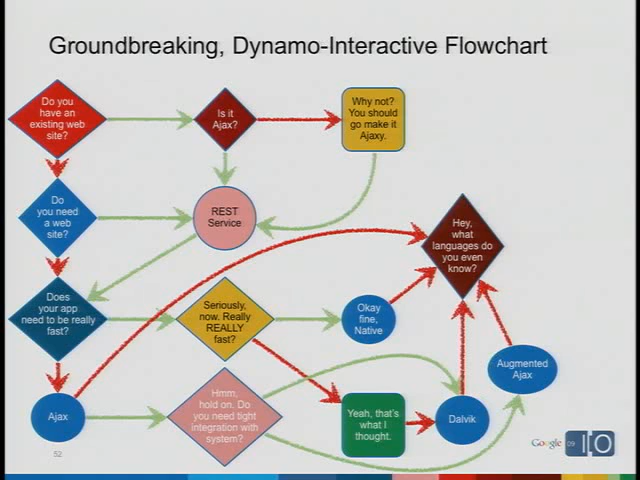 Groundbreaking, Dynamo-Interactive Flowchart
Do you
have an
existing web
site?
Is it
Ajax?
Why not?
You should
go make it
Ajaxy.
Do
you need
a web
site?
REST
Service
Hey,
what
languages do
you even
know?
Does
your app
need to be really
fast?
Seriously,
now. Really
REALLY
fast?
Okay
fine,
Native
Augmented
Ajax
Ajax
Hmm,
hold on. Do
you need tight
integration with
system?
Yeah, that's
what I
thought.
Dalvik
52
Google 09 IO